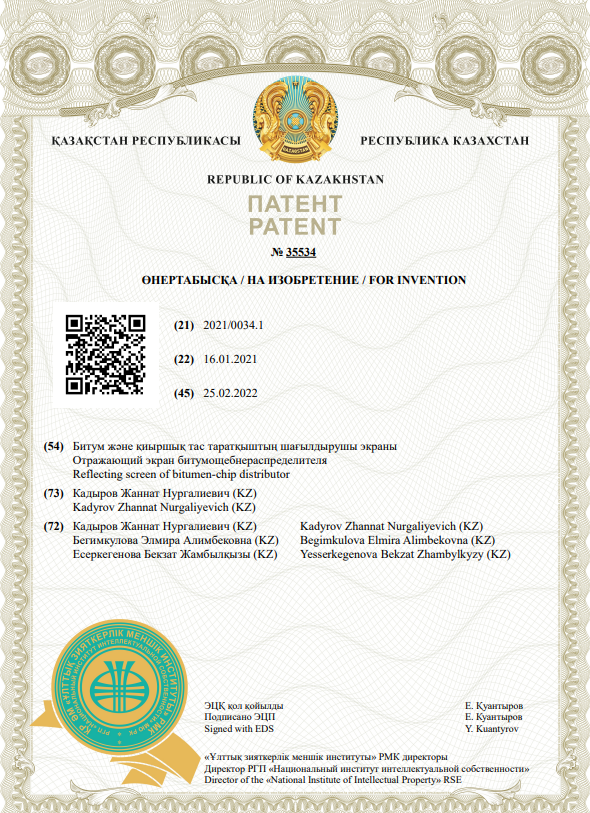 ҚАЗАҚСТАН РЕСПУБЛИКАСЫ
РЕСПУБЛИКА КАЗАХСТАН
REPUBLIC OF KAZAKHSTAN
ПАТЕНТ
PATENT
№ 35534
ӨНЕРТАБЫСҚА / НА ИЗОБРЕТЕНИЕ / FOR INVENTION
(21) 2021/0034.1
(22) 16.01.2021
(45) 25.02.2022
(54) Битум және қиыршық тас таратқыштың шағылдырушы экраны
Отражающий экран битумощебнераспределителя
Reflecting screen of bitumen-chip distributor
(73) Кадыров Жаннат Нургалиевич (KZ)
Kadyrov Zhannat Nurgaliyevich (KZ)
(72) Кадыров Жаннат Нургалиевич (KZ) Kadyrov Zhannat Nurgaliyevich (KZ)
Бегимкулова Элмира Алимбековна (KZ) Begimkulova Elmira Alimbekovna (KZ)
Есеркегенова Бекзат Жамбылқызы (KZ) Yesserkegenova Bekzat Zhambylkyzy (KZ)
ЭЦҚ қол қойылды Е. Қуантыров
Подписано ЭЦП Е. Куантыров
Signed with EDS Y. Kuantyrov
«Ұлттық зияткерлік меншік институты» РМК директоры
Директор РГП «Национальный институт интеллектуальной собственности»
Director of the «National Institute of Intellectual Property» RSE